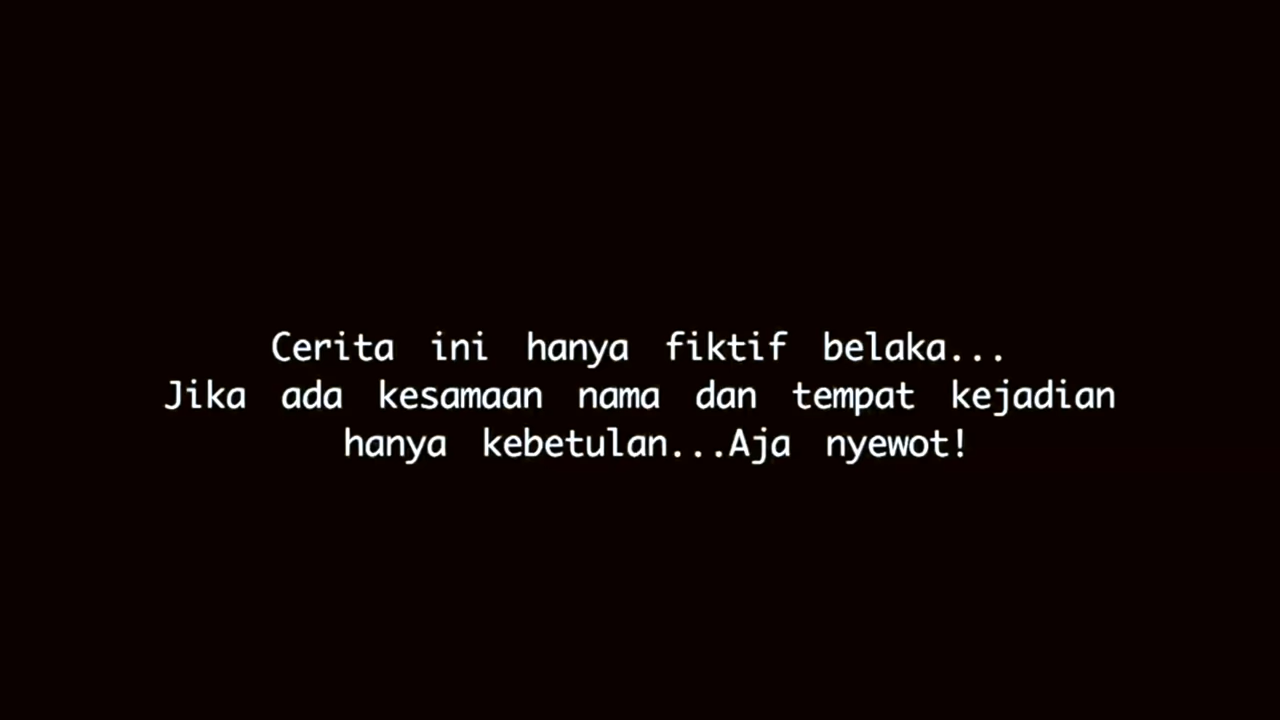 Cerita ini hanya fiktif belaka...
Jika ada kesamaan nama dan tempat kejadian
hanya kebetulan...Aja nyewot!